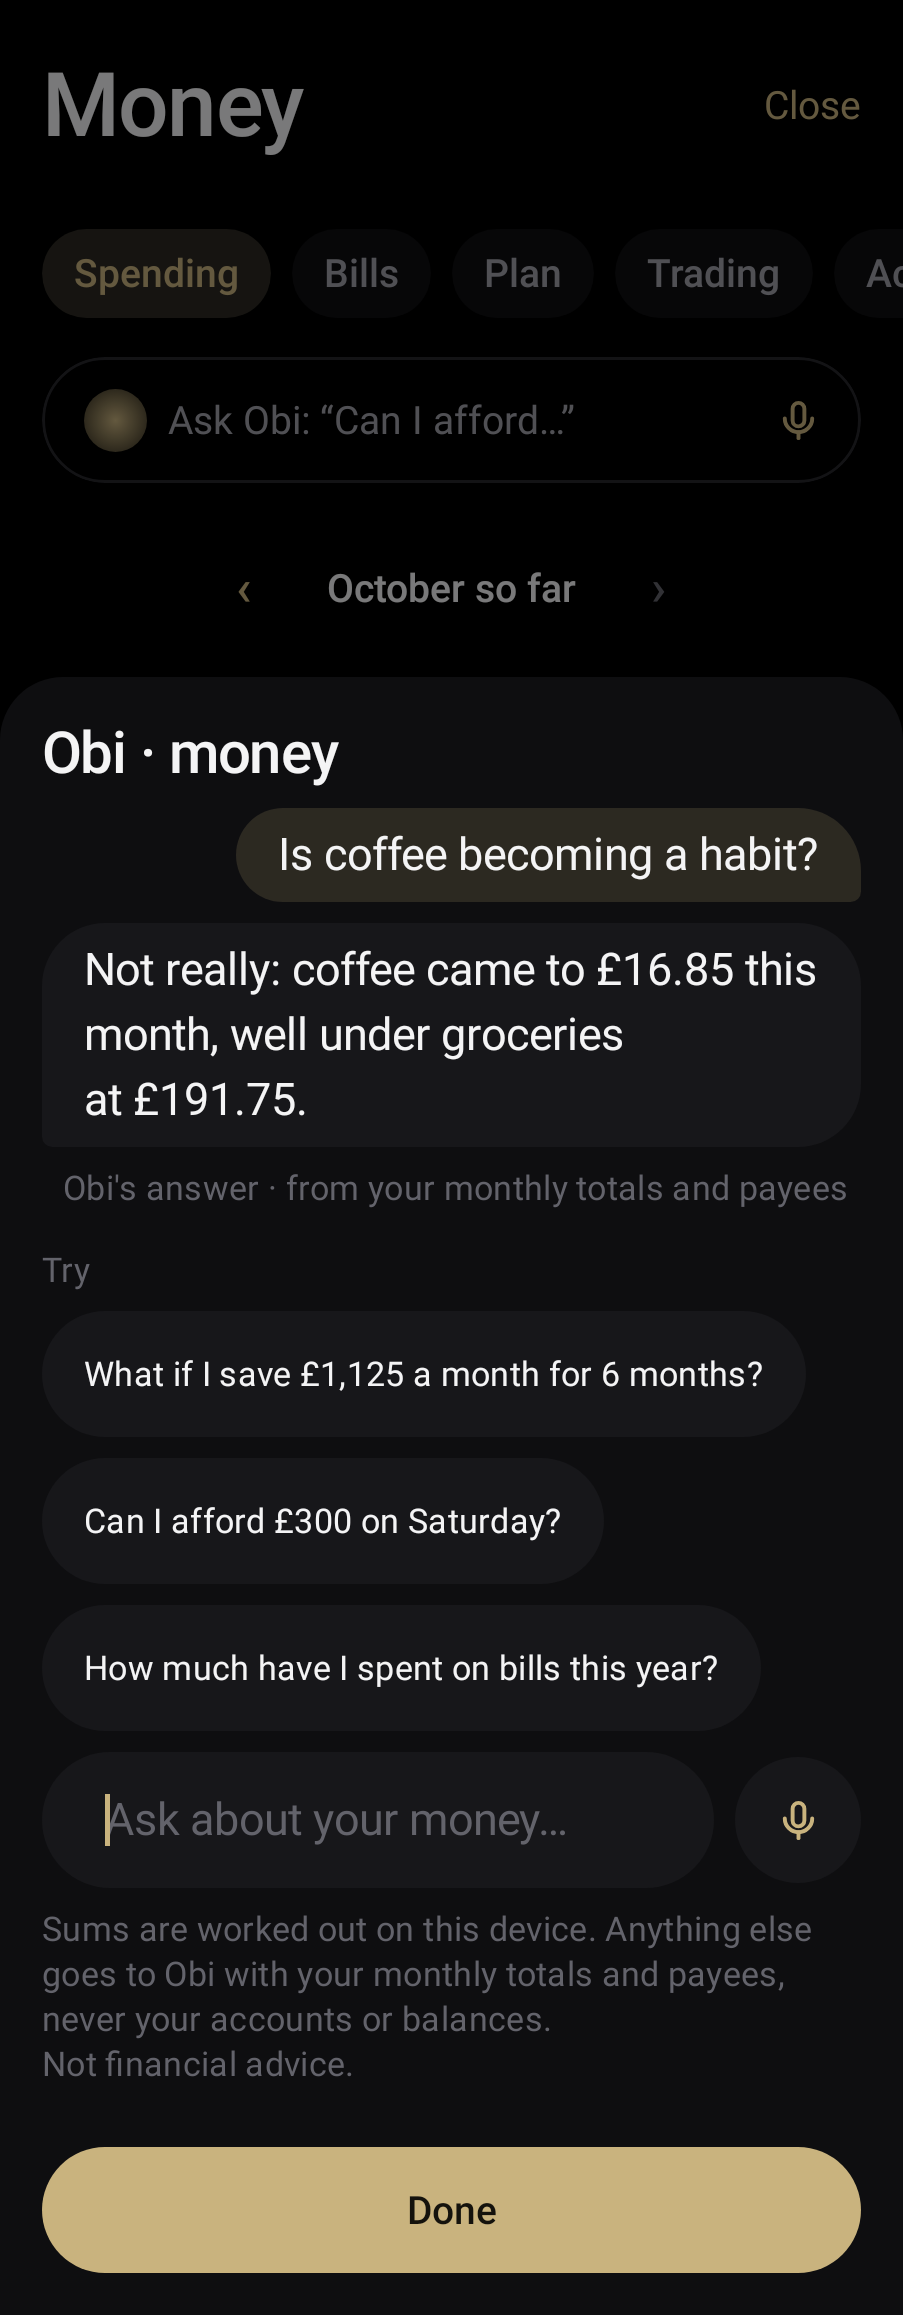 Money
Close
Spending
Bills
Plan
Trading
Ac
Ask Obi: “Can I afford…”
‹ October so far ›
Obi · money
Is coffee becoming a habit?
Not really: coffee came to £16.85 this
month, well under groceries
at £191.75.
Obi's answer · from your monthly totals and payees
Try
What if I save £1,125 a month for 6 months?
Can I afford £300 on Saturday?
How much have I spent on bills this year?
Ask about your money…
Sums are worked out on this device. Anything else
goes to Obi with your monthly totals and payees,
never your accounts or balances.
Not financial advice.
Done